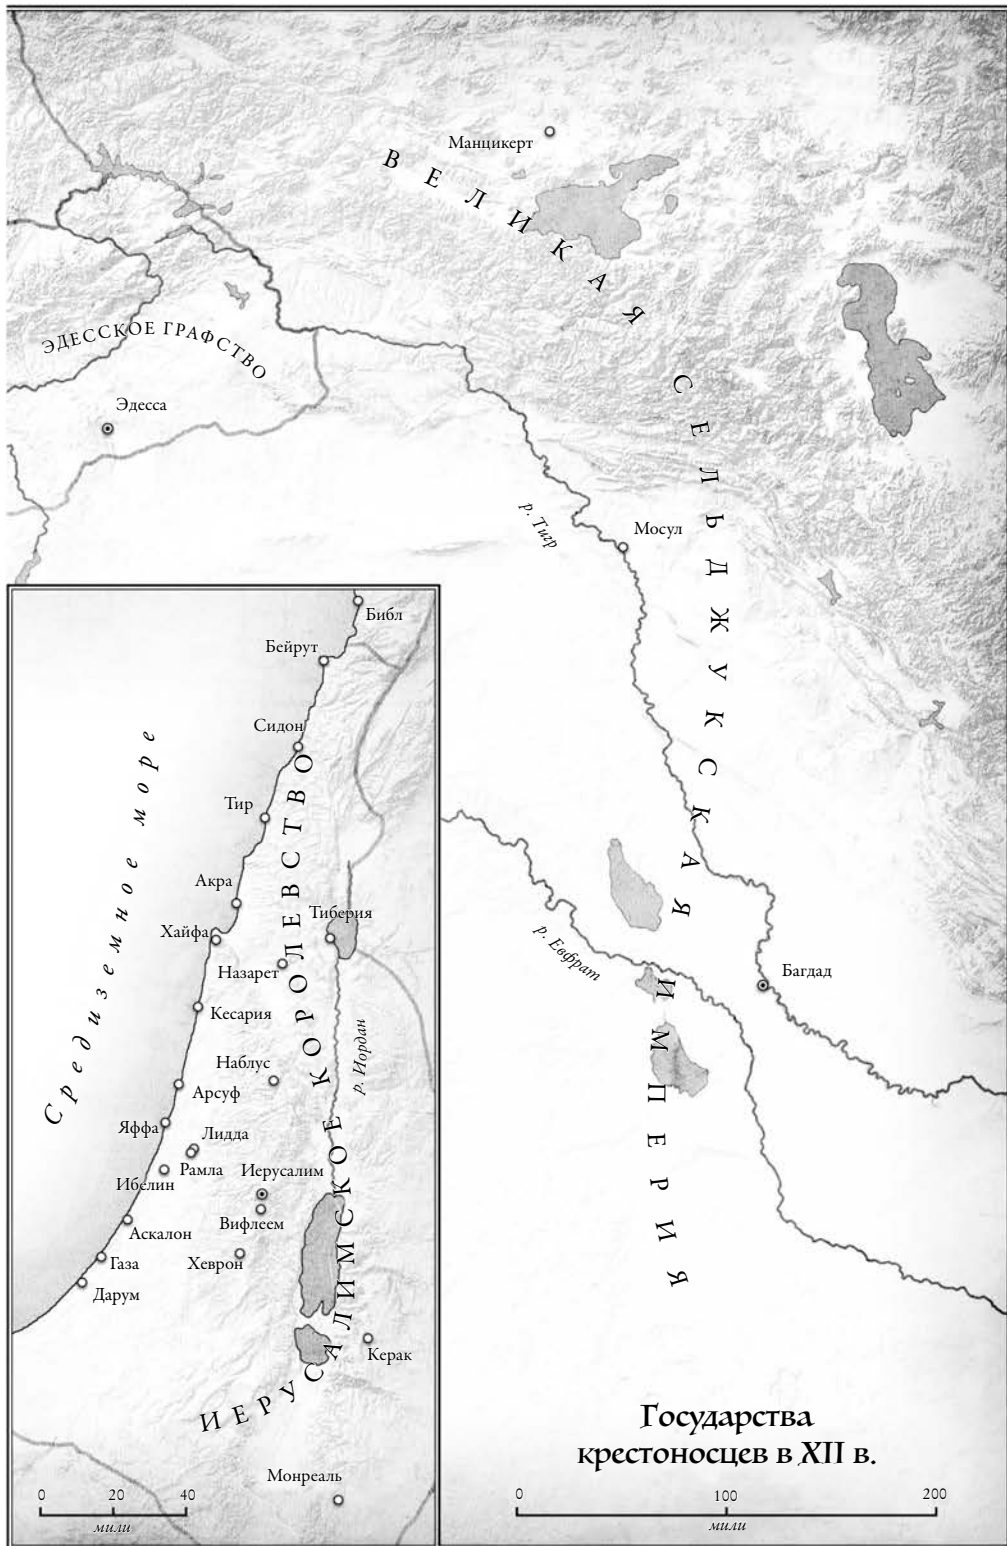 Манцикерт
ВЕЛИКАЯ СЕЛЬДЖУКСКАЯ ИМПЕРИЯ
ЭДЕССКОЕ ГРАФСТВО
Эдесса
р. Тигр
Мосул
р. Евфрат
Багдад
Библ
Бейрут
Сидон
Тир
Акра
Хайфа
Тиберия
Назарет
Кесария
Наблус
Арсуф
Яффа
Лидда
Рамла
Ибелин
Иерусалим
Вифлеем
Аскалон
Газа
Хеврон
Дарум
Керак
Монреаль
Средиземное море
р. Иордан
ИЕРУСАЛИМСКОЕ КОРОЛЕВСТВО
0 20 40
мили
Государства
крестоносцев в XII в.
0 100 200
мили